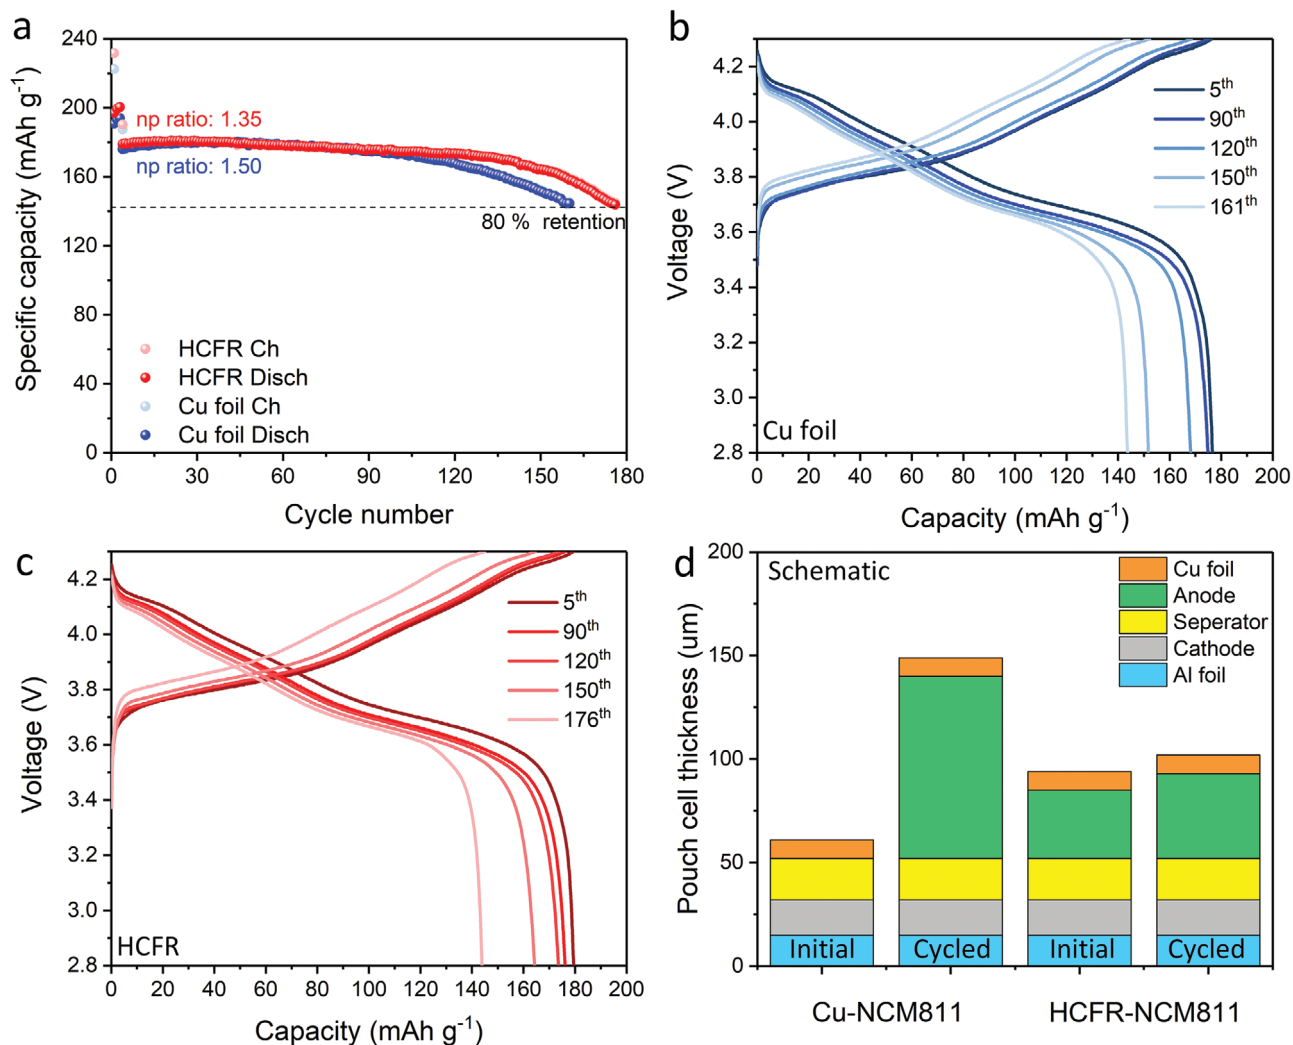 a
240
200
160
120
80
40
0
Specific capacity (mAh g⁻¹)
np ratio: 1.35
np ratio: 1.50
80 % retention
HCFR Ch
HCFR Disch
Cu foil Ch
Cu foil Disch
0 30 60 90 120 150 180
Cycle number
b
4.2
4.0
3.8
3.6
3.4
3.2
3.0
2.8
Voltage (V)
5th
90th
120th
150th
161th
Cu foil
0 20 40 60 80 100 120 140 160 180 200
Capacity (mAh g⁻¹)
c
4.2
4.0
3.8
3.6
3.4
3.2
3.0
2.8
Voltage (V)
5th
90th
120th
150th
176th
HCFR
0 20 40 60 80 100 120 140 160 180 200
Capacity (mAh g⁻¹)
d
200
150
100
50
0
Pouch cell thickness (um)
Schematic
Cu foil
Anode
Seperator
Cathode
Al foil
Initial Cycled Initial Cycled
Cu-NCM811 HCFR-NCM811